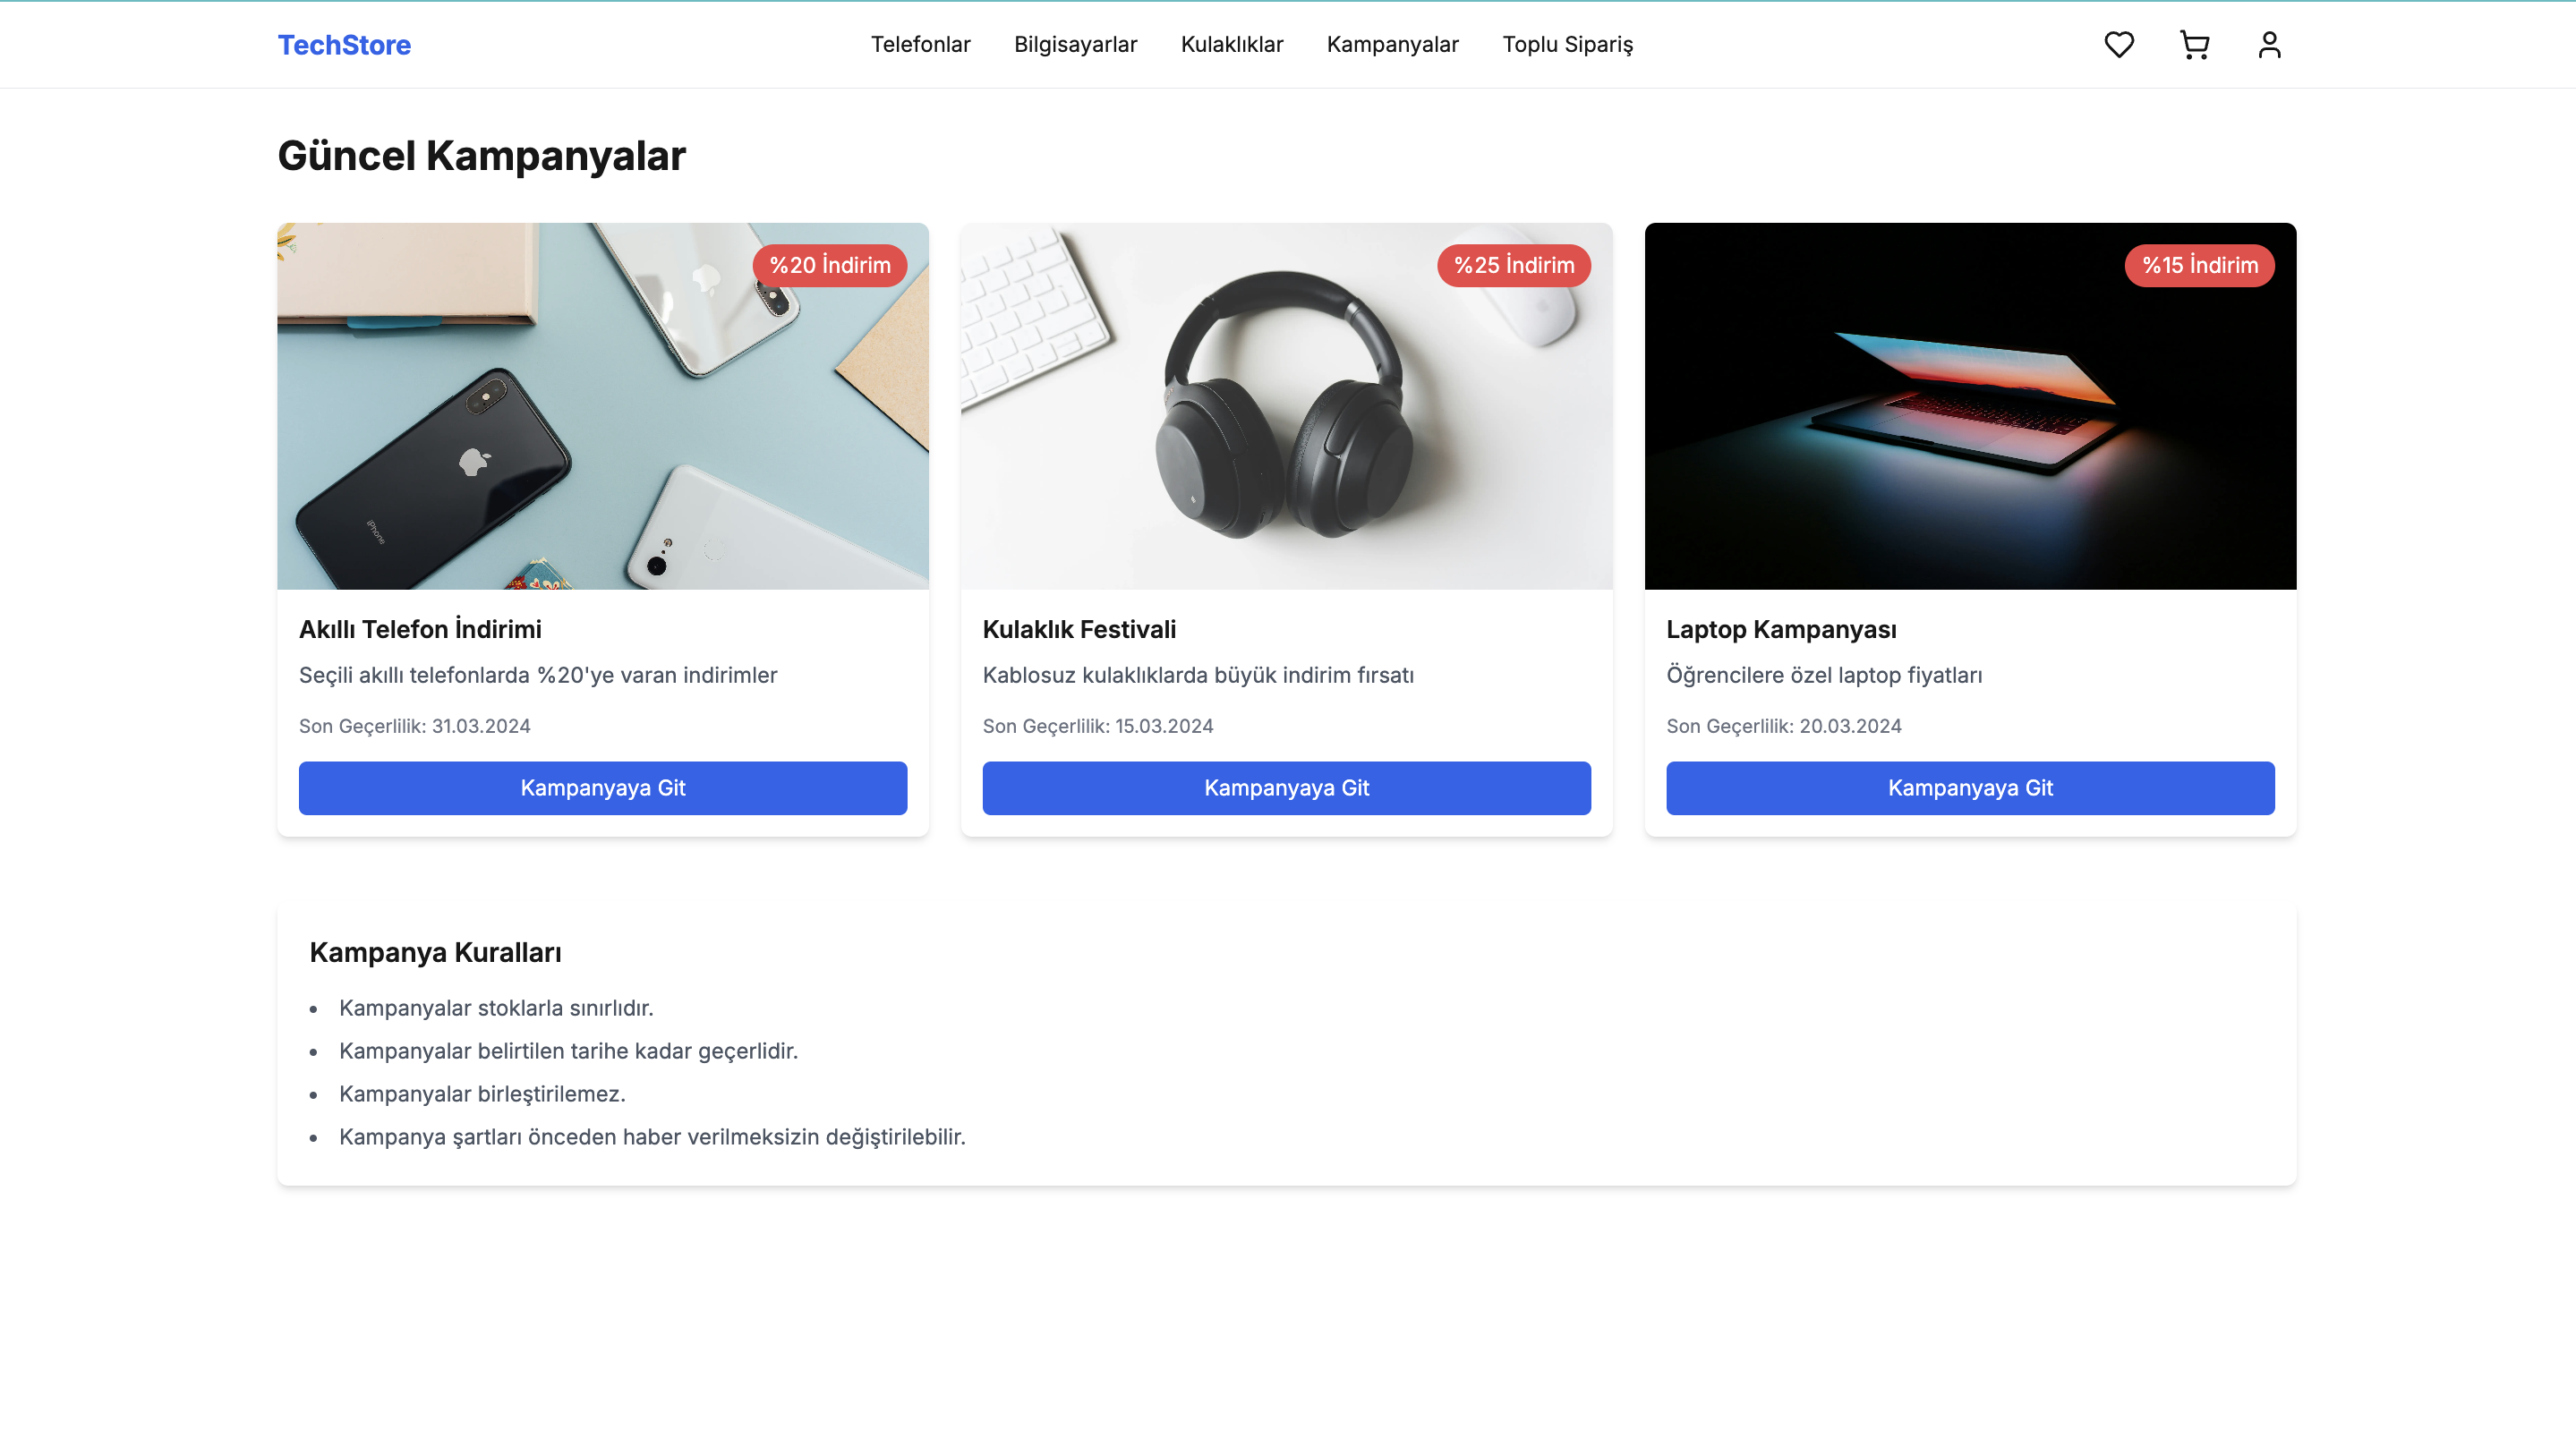 TechStore
Telefonlar Bilgisayarlar Kulaklıklar Kampanyalar Toplu Sipariş
Güncel Kampanyalar
%20 İndirim
iPhone
Akıllı Telefon İndirimi
Seçili akıllı telefonlarda %20'ye varan indirimler
Son Geçerlilik: 31.03.2024
Kampanyaya Git
%25 İndirim
Kulaklık Festivali
Kablosuz kulaklıklarda büyük indirim fırsatı
Son Geçerlilik: 15.03.2024
Kampanyaya Git
%15 İndirim
Laptop Kampanyası
Öğrencilere özel laptop fiyatları
Son Geçerlilik: 20.03.2024
Kampanyaya Git
Kampanya Kuralları
• Kampanyalar stoklarla sınırlıdır.
• Kampanyalar belirtilen tarihe kadar geçerlidir.
• Kampanyalar birleştirilemez.
• Kampanya şartları önceden haber verilmeksizin değiştirilebilir.